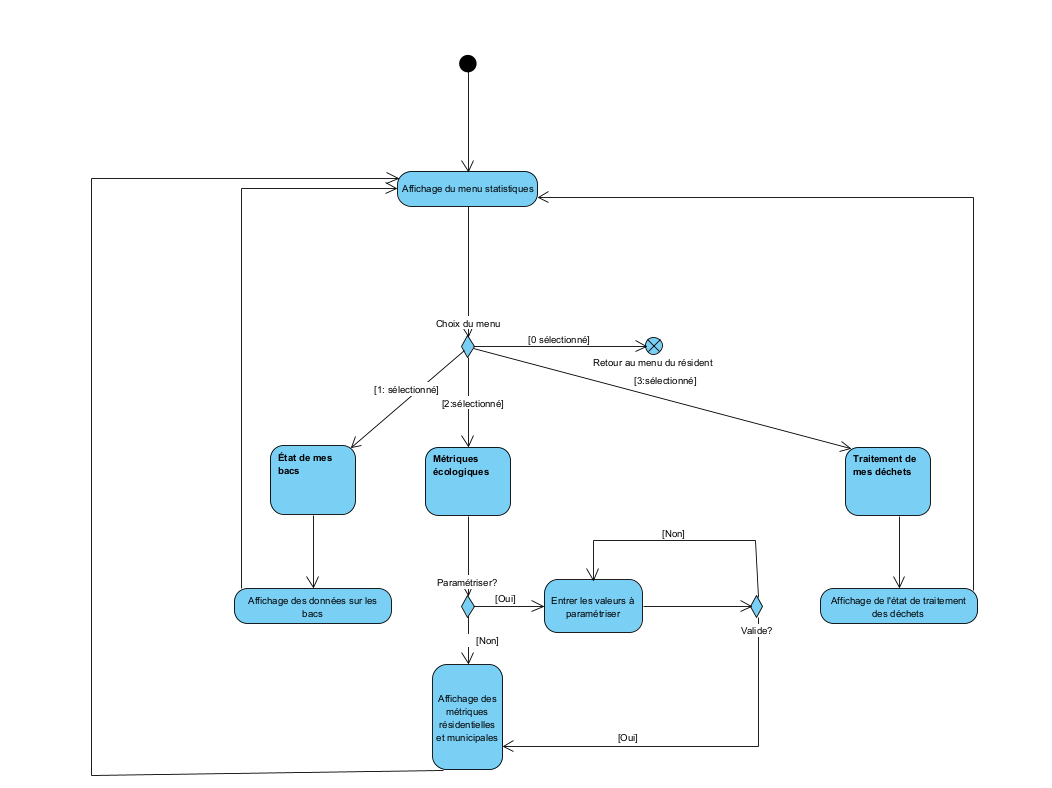 Affichage du menu statistiques
Choix du menu
[0 sélectionné]
Retour au menu du résident
[3:sélectionné]
[1: sélectionné]
[2:sélectionné]
État de mes
bacs
Métriques
écologiques
Traitement de
mes déchets
[Non]
Paramétriser?
[Oui]
Entrer les valeurs à
paramétriser
Affichage des données sur les
bacs
Affichage de l'état de traitement
des déchets
Valide?
[Non]
Affichage des
métriques
résidentielles
et municipales
[Oui]